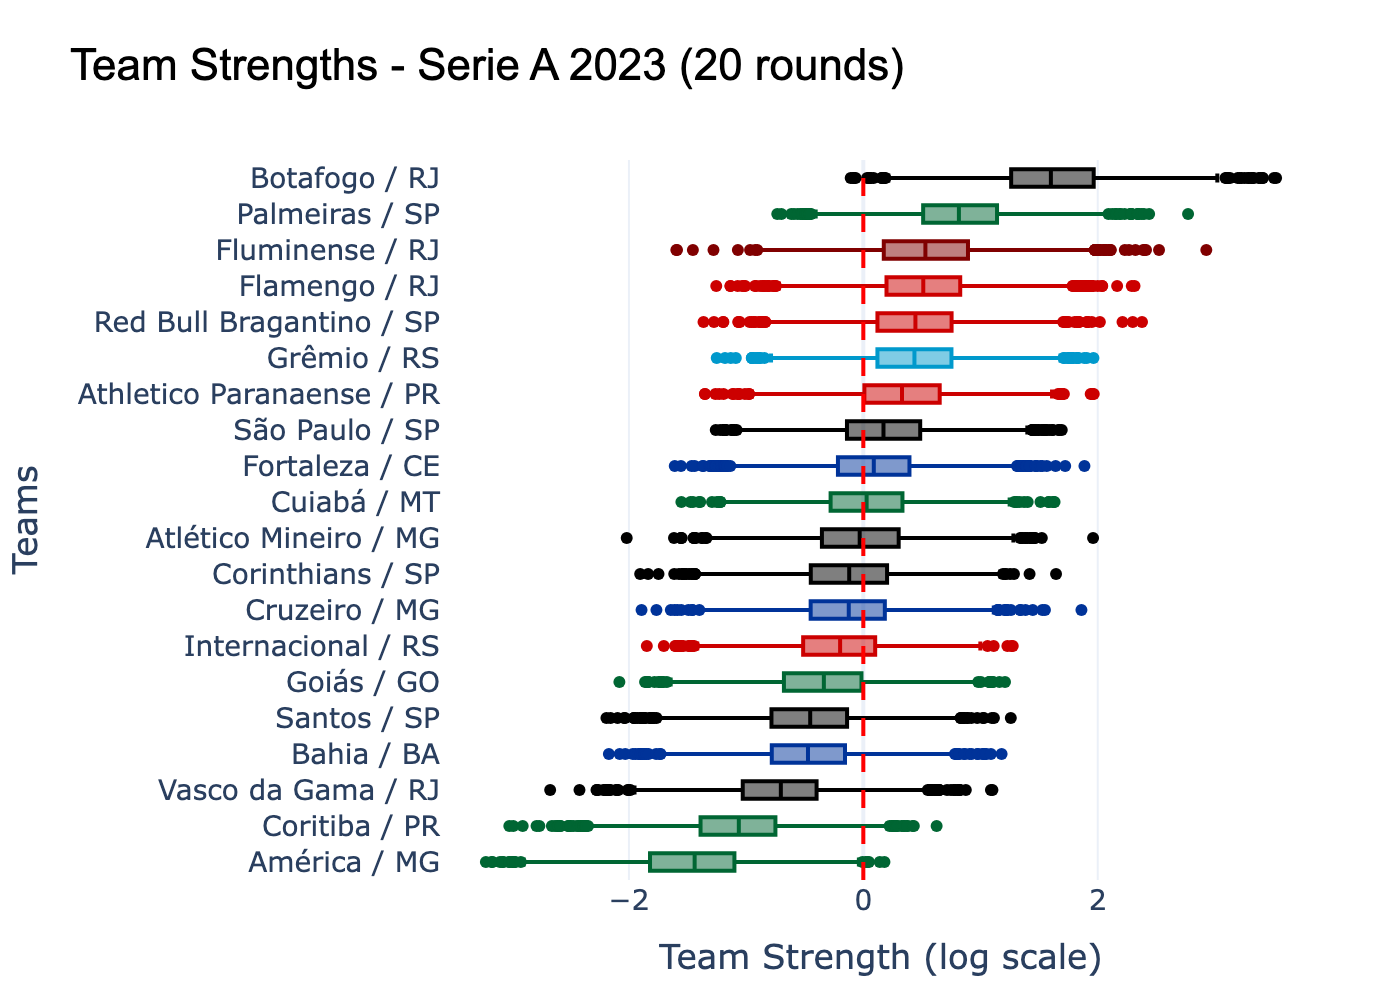 Team Strengths - Serie A 2023 (20 rounds)
Teams
Botafogo / RJ
Palmeiras / SP
Fluminense / RJ
Flamengo / RJ
Red Bull Bragantino / SP
Grêmio / RS
Athletico Paranaense / PR
São Paulo / SP
Fortaleza / CE
Cuiabá / MT
Atlético Mineiro / MG
Corinthians / SP
Cruzeiro / MG
Internacional / RS
Goiás / GO
Santos / SP
Bahia / BA
Vasco da Gama / RJ
Coritiba / PR
América / MG
−2 0 2
Team Strength (log scale)